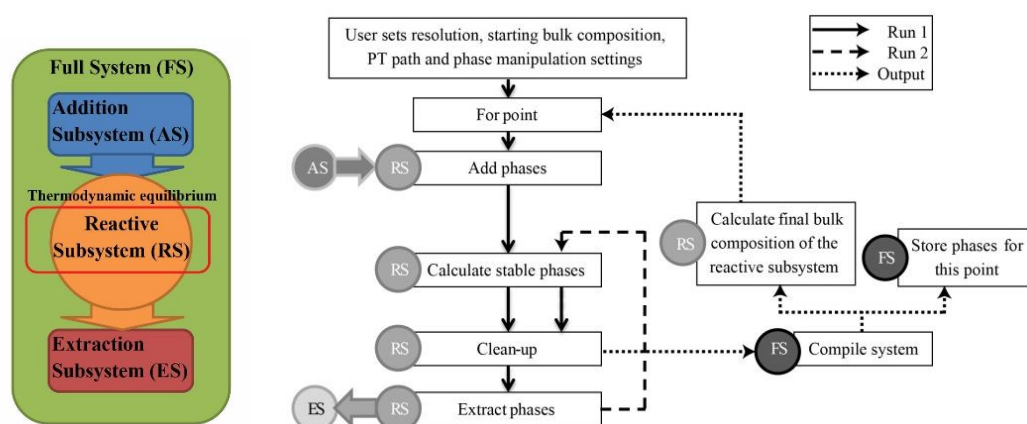 Full System (FS)
Addition
Subsystem (AS)
Thermodynamic equilibrium
Reactive
Subsystem (RS)
Extraction
Subsystem (ES)
User sets resolution, starting bulk composition,
PT path and phase manipulation settings
For point
AS
RS
Add phases
RS
Calculate stable phases
RS
Clean-up
ES
RS
Extract phases
RS
Calculate final bulk
composition of the
reactive subsystem
FS
Store phases for
this point
FS
Compile system
Run 1
Run 2
Output